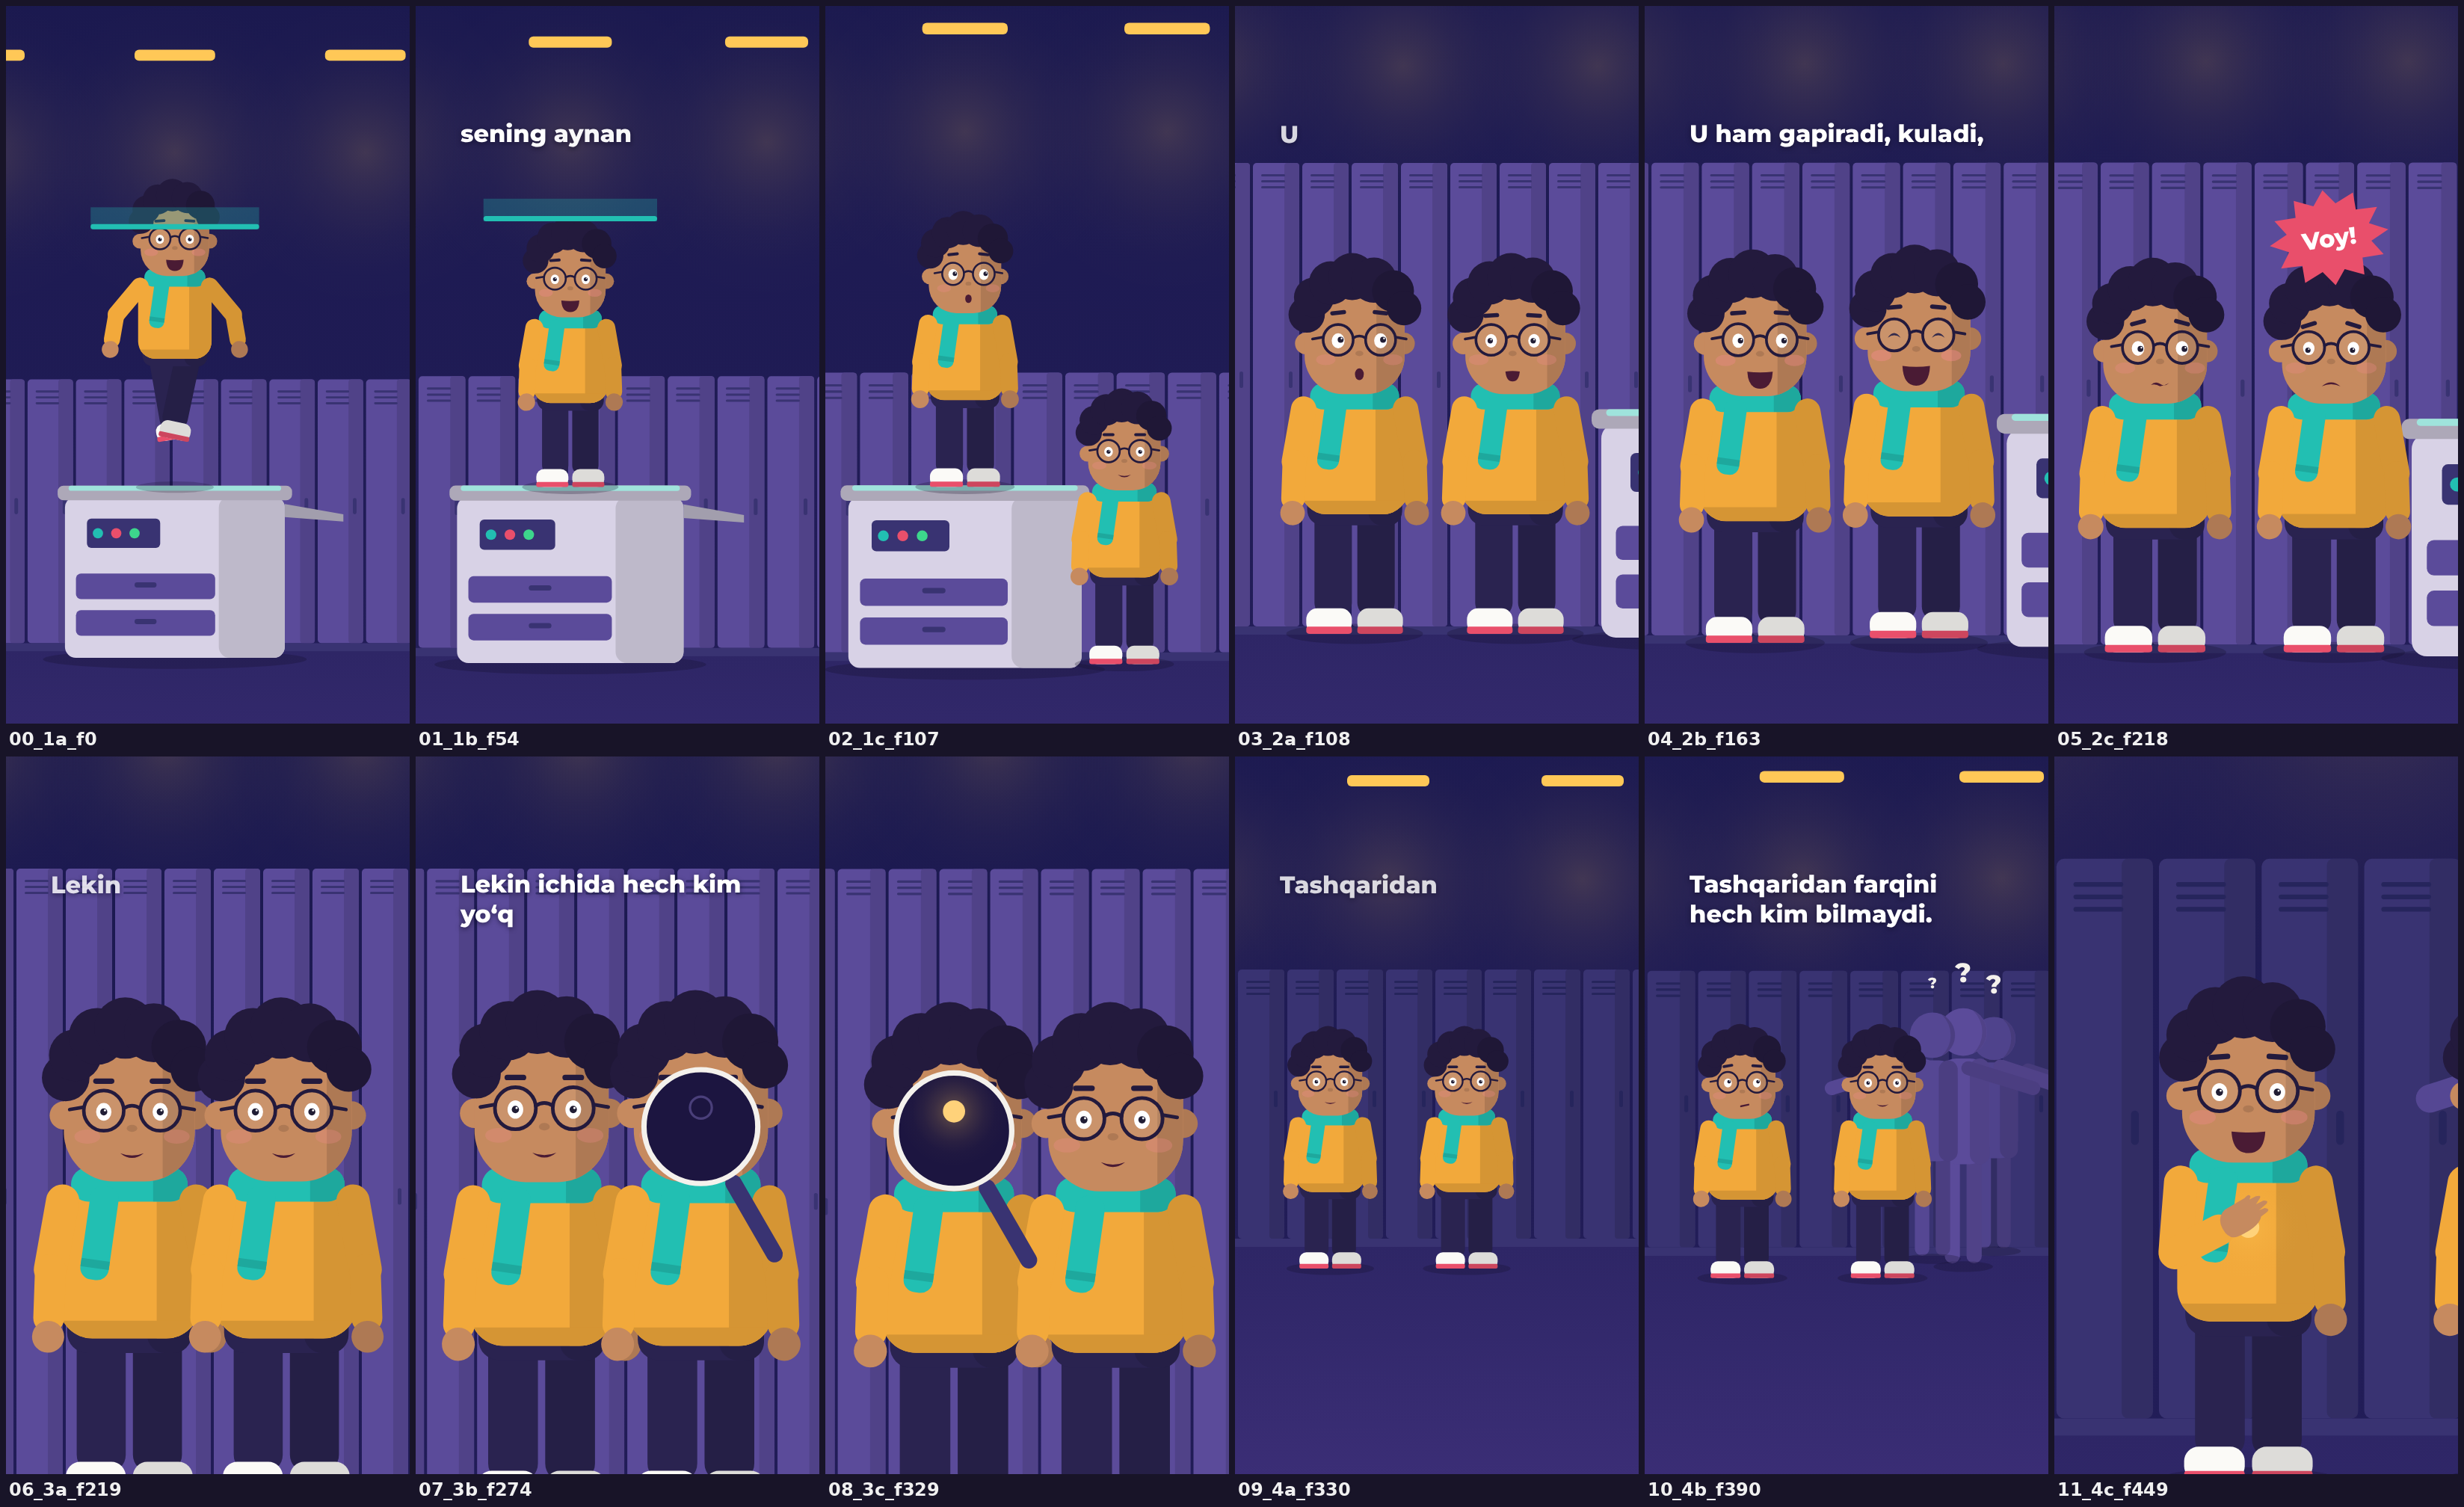 sening aynan
U
U ham gapiradi, kuladi,
Voy!
00_1a_f0
01_1b_f54
02_1c_f107
03_2a_f108
04_2b_f163
05_2c_f218
Lekin
Lekin ichida hech kim
yo‘q
Tashqaridan
Tashqaridan farqini
hech kim bilmaydi.
? ? ?
06_3a_f219
07_3b_f274
08_3c_f329
09_4a_f330
10_4b_f390
11_4c_f449